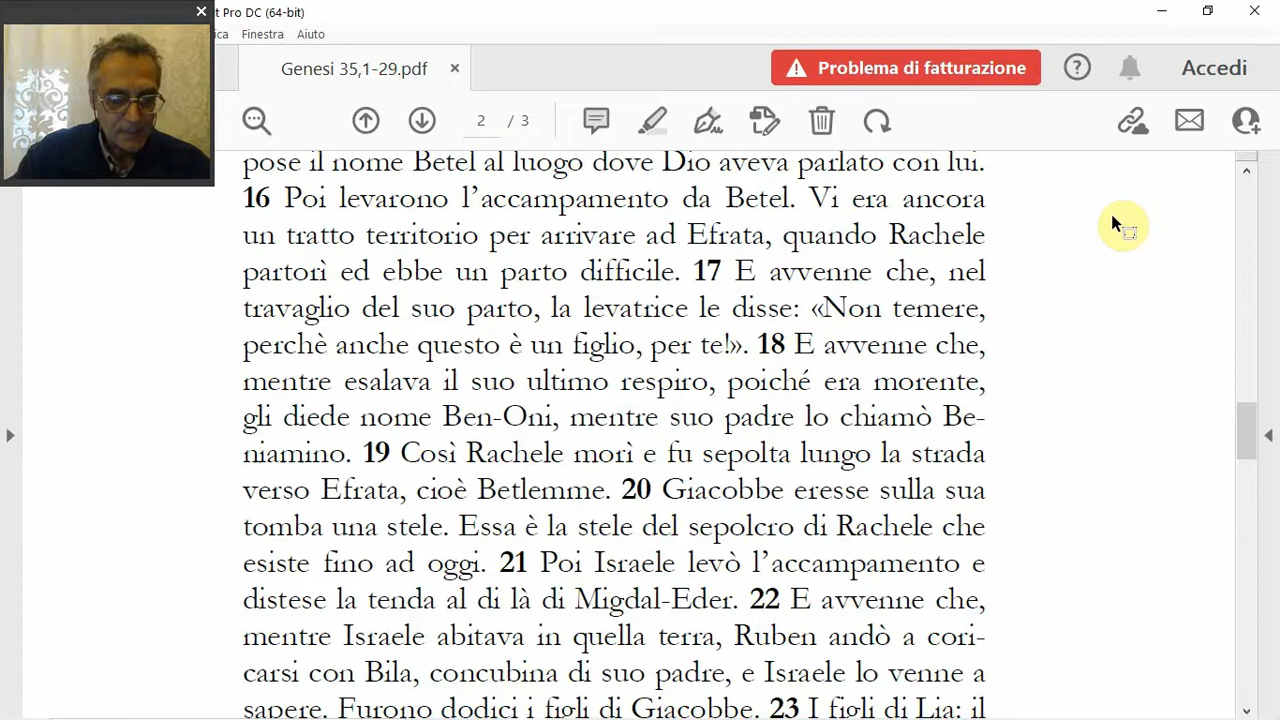 t Pro DC (64-bit)
ica Finestra Aiuto
Genesi 35,1-29.pdf
Problema di fatturazione
Accedi
2 / 3
pose il nome Betel al luogo dove Dio aveva parlato con lui.
16 Poi levarono l’accampamento da Betel. Vi era ancora
un tratto territorio per arrivare ad Efrata, quando Rachele
partorì ed ebbe un parto difficile. 17 E avvenne che, nel
travaglio del suo parto, la levatrice le disse: «Non temere,
perchè anche questo è un figlio, per te!». 18 E avvenne che,
mentre esalava il suo ultimo respiro, poiché era morente,
gli diede nome Ben-Oni, mentre suo padre lo chiamò Be-
niamino. 19 Così Rachele morì e fu sepolta lungo la strada
verso Efrata, cioè Betlemme. 20 Giacobbe eresse sulla sua
tomba una stele. Essa è la stele del sepolcro di Rachele che
esiste fino ad oggi. 21 Poi Israele levò l’accampamento e
distese la tenda al di là di Migdal-Eder. 22 E avvenne che,
mentre Israele abitava in quella terra, Ruben andò a cori-
carsi con Bila, concubina di suo padre, e Israele lo venne a
sapere. Furono dodici i figli di Giacobbe. 23 I figli di Lia: il